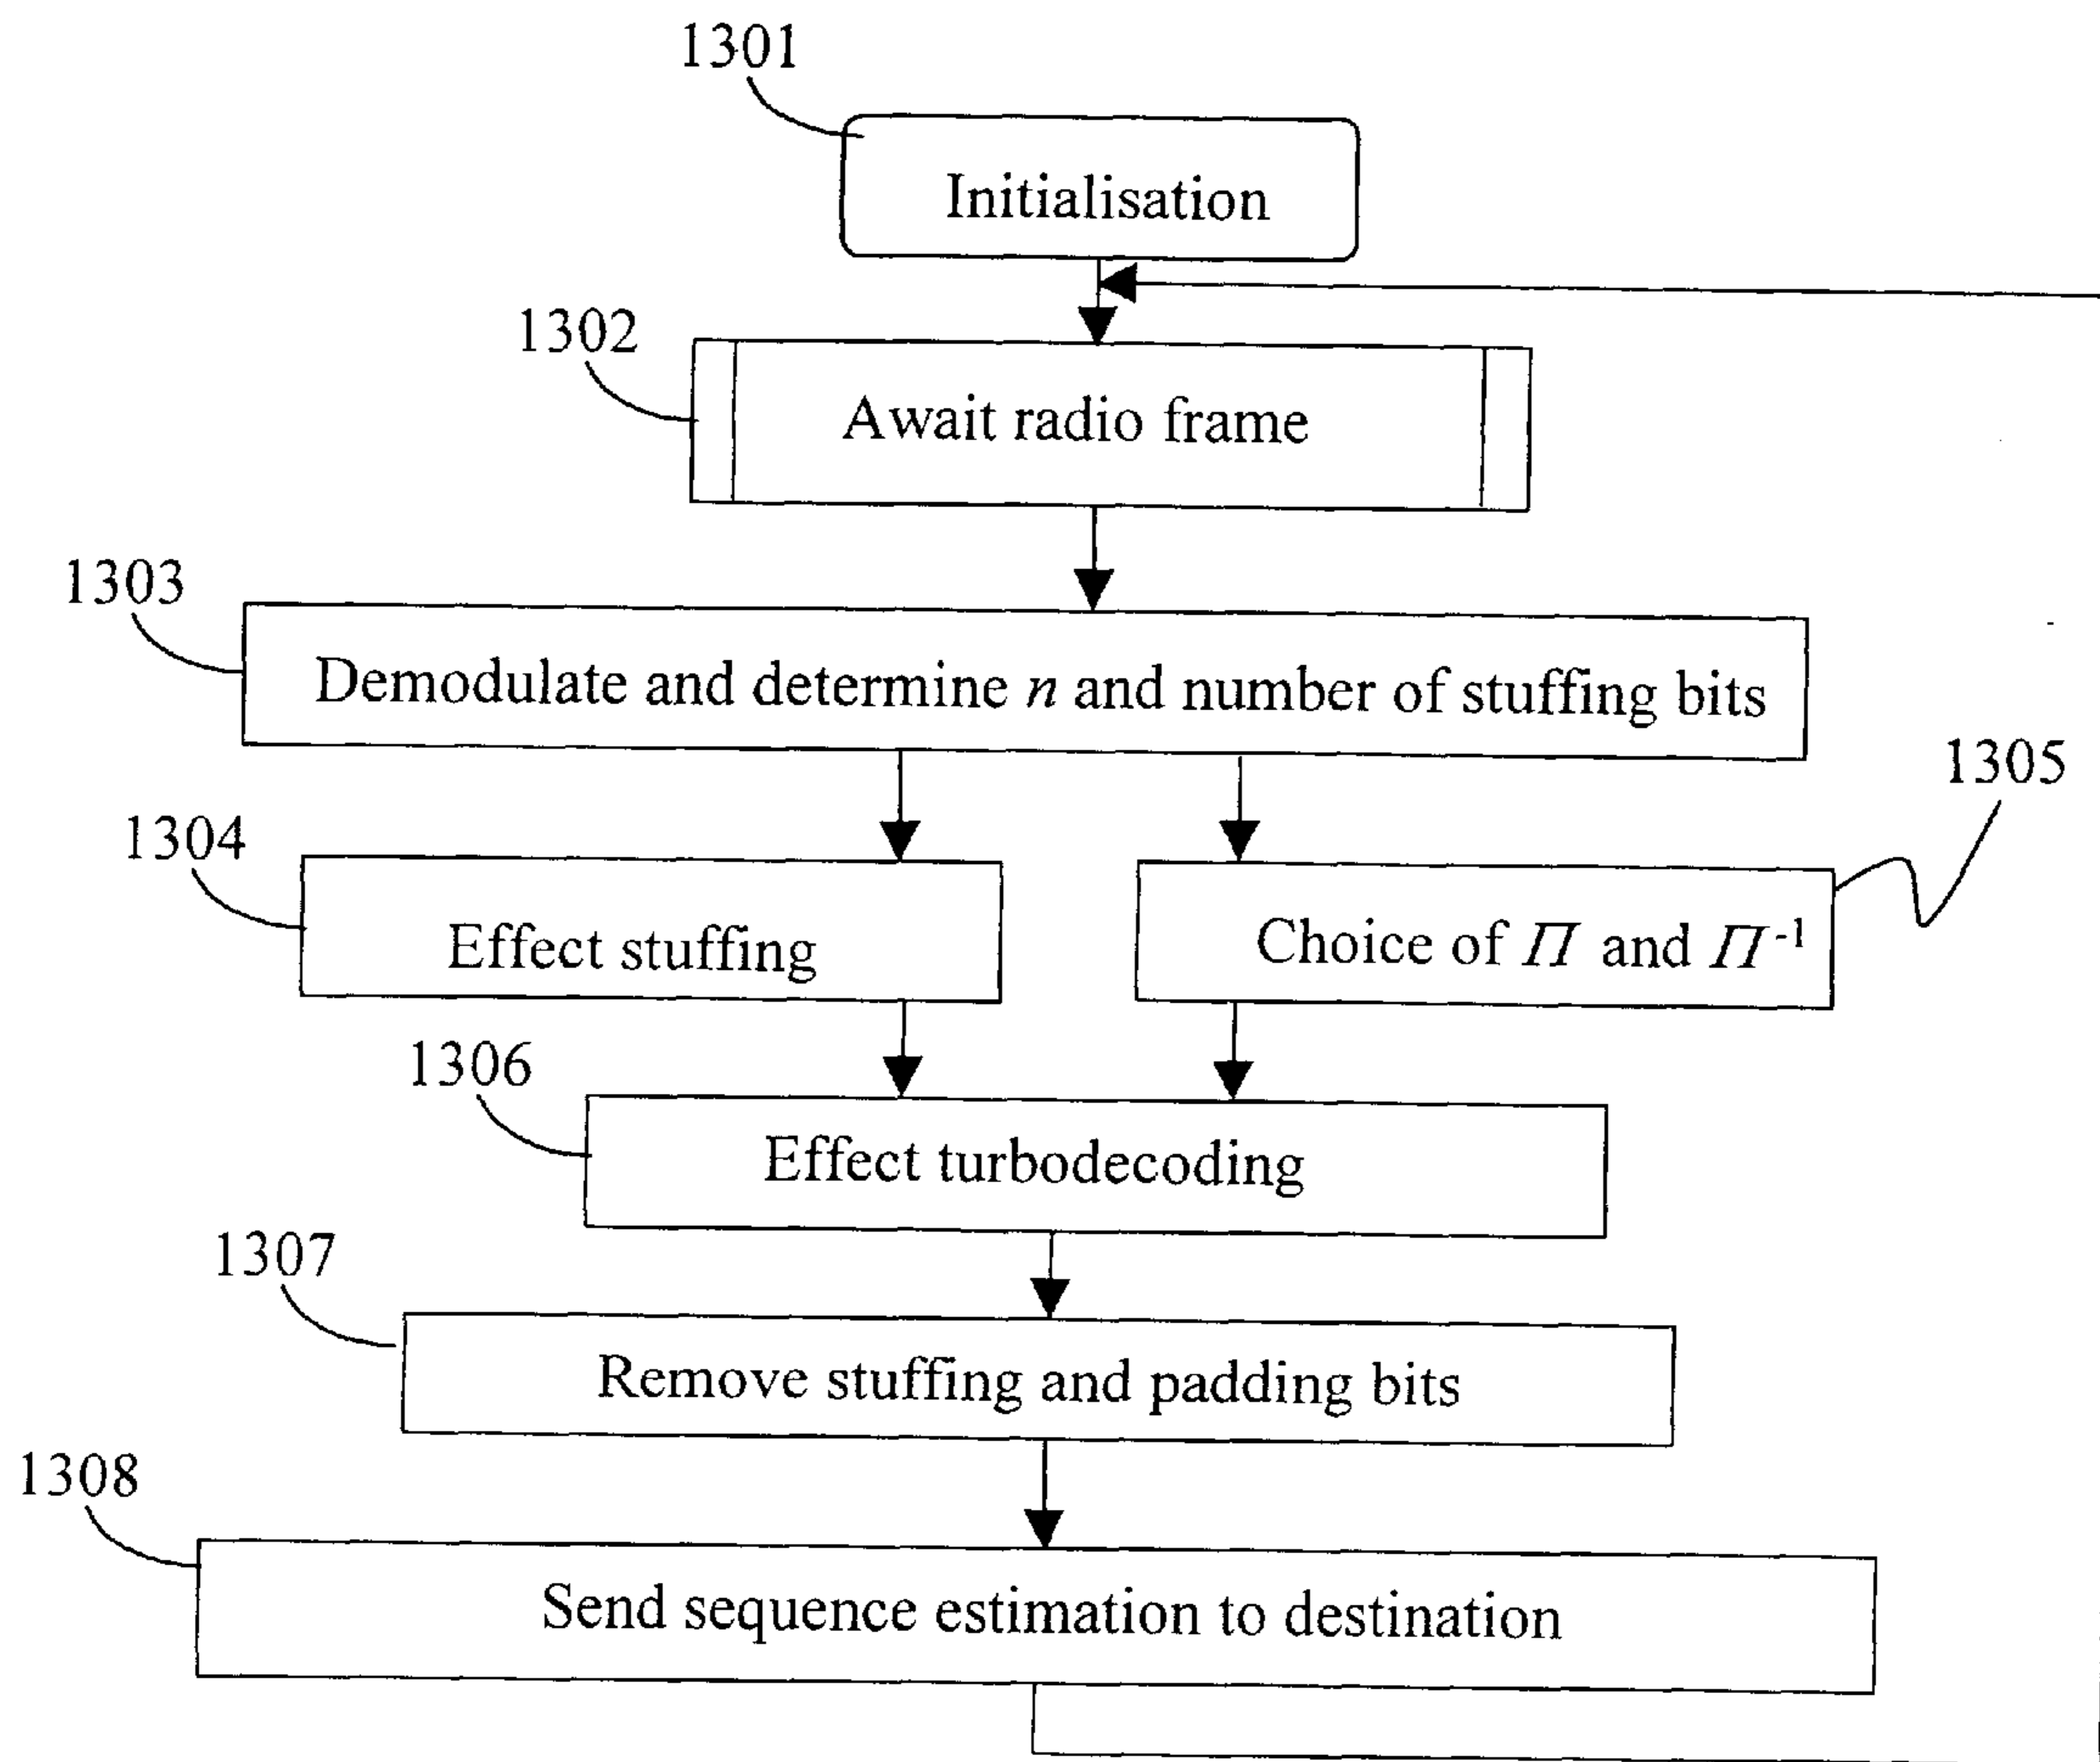 1301
Initialisation
1302
Await radio frame
1303
Demodulate and determine n and number of stuffing bits
1305
1304
Effect stuffing
Choice of Π and Π⁻¹
1306
Effect turbodecoding
1307
Remove stuffing and padding bits
1308
Send sequence estimation to destination